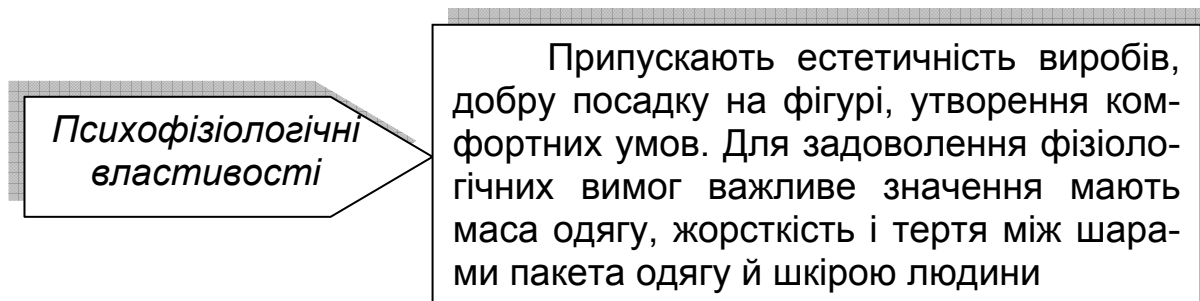 Психофізіологічні
властивості
Припускають естетичність виробів,
добру посадку на фігурі, утворення ком-
фортних умов. Для задоволення фізіоло-
гічних вимог важливе значення мають
маса одягу, жорсткість і тертя між шара-
ми пакета одягу й шкірою людини